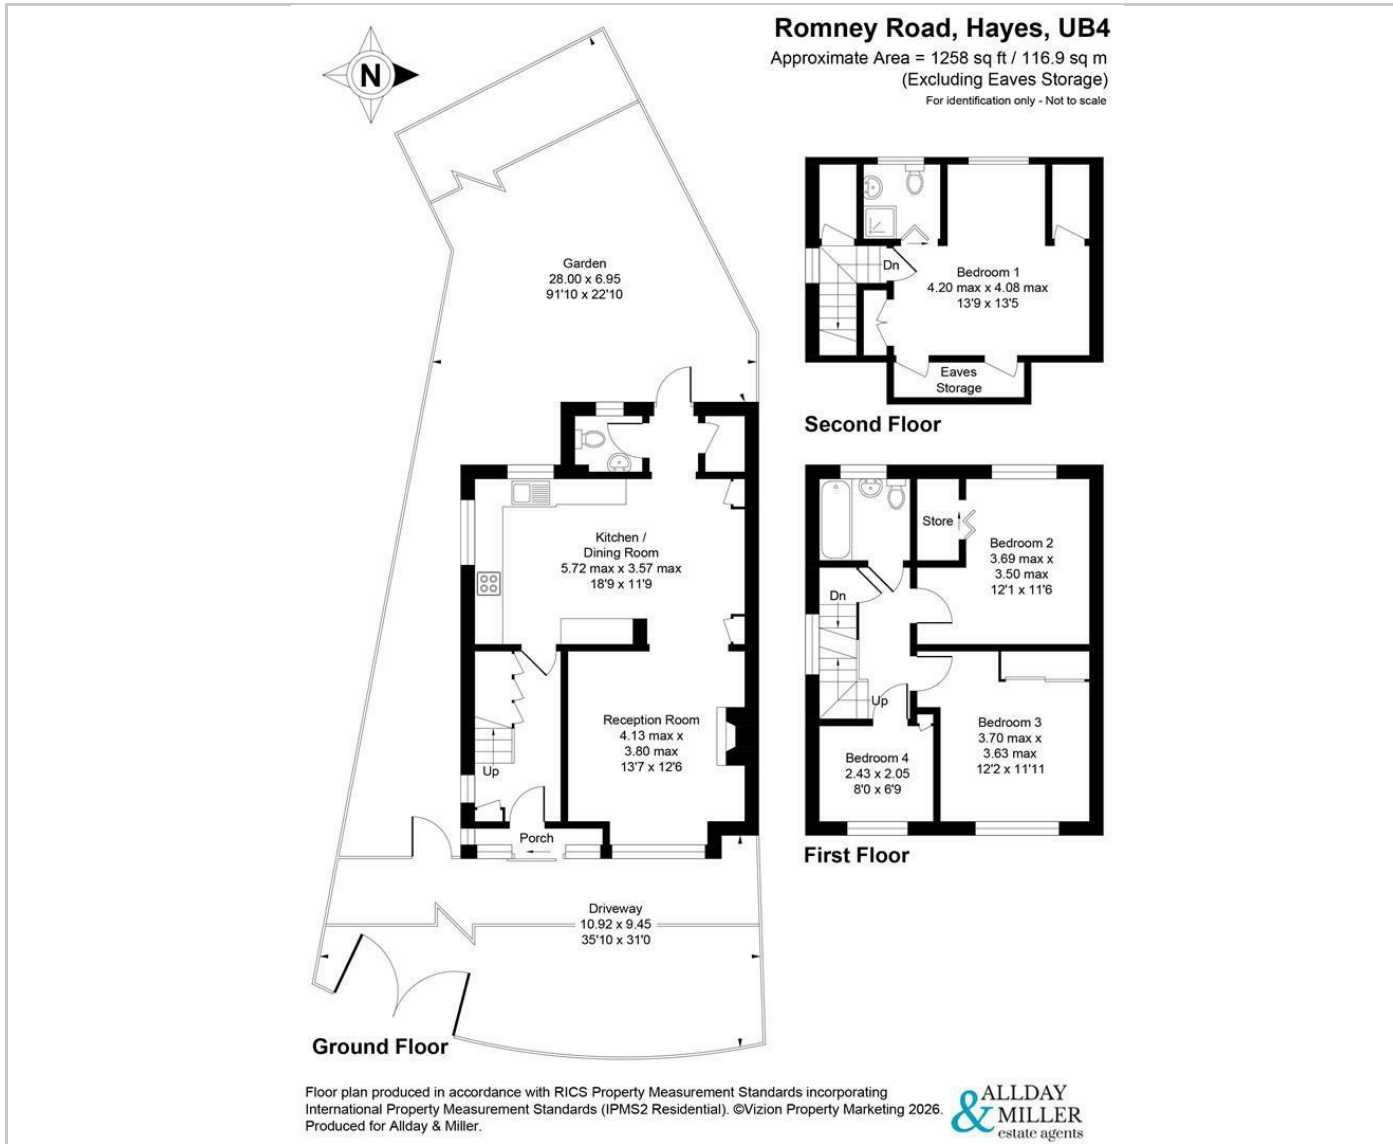 Romney Road, Hayes, UB4
Approximate Area = 1258 sq ft / 116.9 sq m
(Excluding Eaves Storage)
For identification only - Not to scale
N
Garden
28.00 x 6.95
91'10 x 22'10
Kitchen /
Dining Room
5.72 max x 3.57 max
18'9 x 11'9
Reception Room
4.13 max x
3.80 max
13'7 x 12'6
Up
Porch
Driveway
10.92 x 9.45
35'10 x 31'0
Ground Floor
Dn
Bedroom 1
4.20 max x 4.08 max
13'9 x 13'5
Eaves
Storage
Second Floor
Store
Bedroom 2
3.69 max x
3.50 max
12'1 x 11'6
Dn
Up
Bedroom 3
3.70 max x
3.63 max
12'2 x 11'11
Bedroom 4
2.43 x 2.05
8'0 x 6'9
First Floor
Floor plan produced in accordance with RICS Property Measurement Standards incorporating
International Property Measurement Standards (IPMS2 Residential). ©Vizion Property Marketing 2026.
Produced for Allday & Miller.
ALLDAY
& MILLER
estate agents